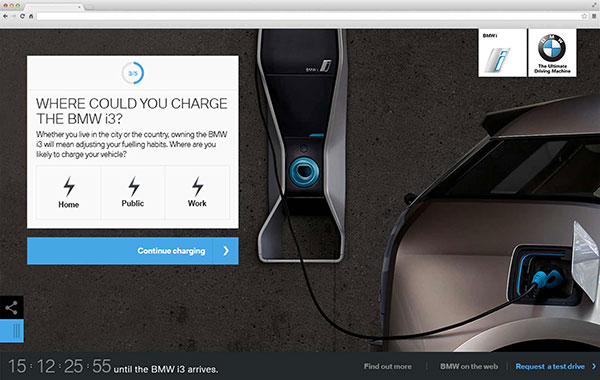 BMW i
BMW i
BMW
The Ultimate
Driving Machine
3/5
WHERE COULD YOU CHARGE
THE BMW i3?
Whether you live in the city or the country, owning the BMW
i3 will mean adjusting your fuelling habits. Where are you
likely to charge your vehicle?
Home Public Work
Continue charging
15 : 12 : 25 : 55 until the BMW i3 arrives.
Find out more BMW on the web Request a test drive